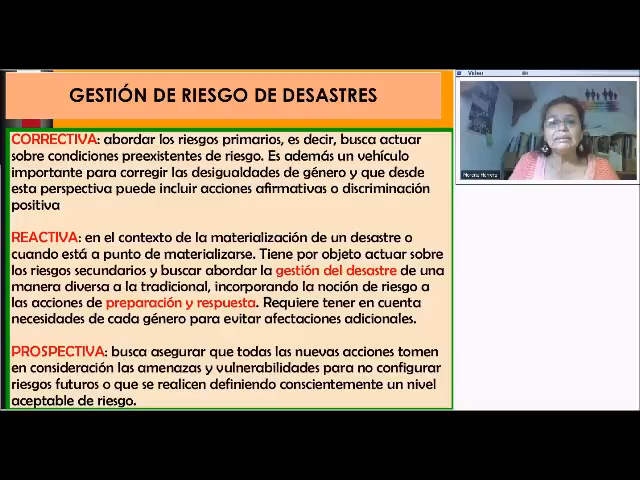 GESTIÓN DE RIESGO DE DESASTRES
Video
Morena Herrera
CORRECTIVA: abordar los riesgos primarios, es decir, busca actuar
sobre condiciones preexistentes de riesgo. Es además un vehículo
importante para corregir las desigualdades de género y que desde
esta perspectiva puede incluir acciones afirmativas o discriminación
positiva
REACTIVA: en el contexto de la materialización de un desastre o
cuando está a punto de materializarse. Tiene por objeto actuar sobre
los riesgos secundarios y buscar abordar la gestión del desastre de una
manera diversa a la tradicional, incorporando la noción de riesgo a
las acciones de preparación y respuesta. Requiere tener en cuenta
necesidades de cada género para evitar afectaciones adicionales.
PROSPECTIVA: busca asegurar que todas las nuevas acciones tomen
en consideración las amenazas y vulnerabilidades para no configurar
riesgos futuros o que se realicen definiendo conscientemente un nivel
aceptable de riesgo.